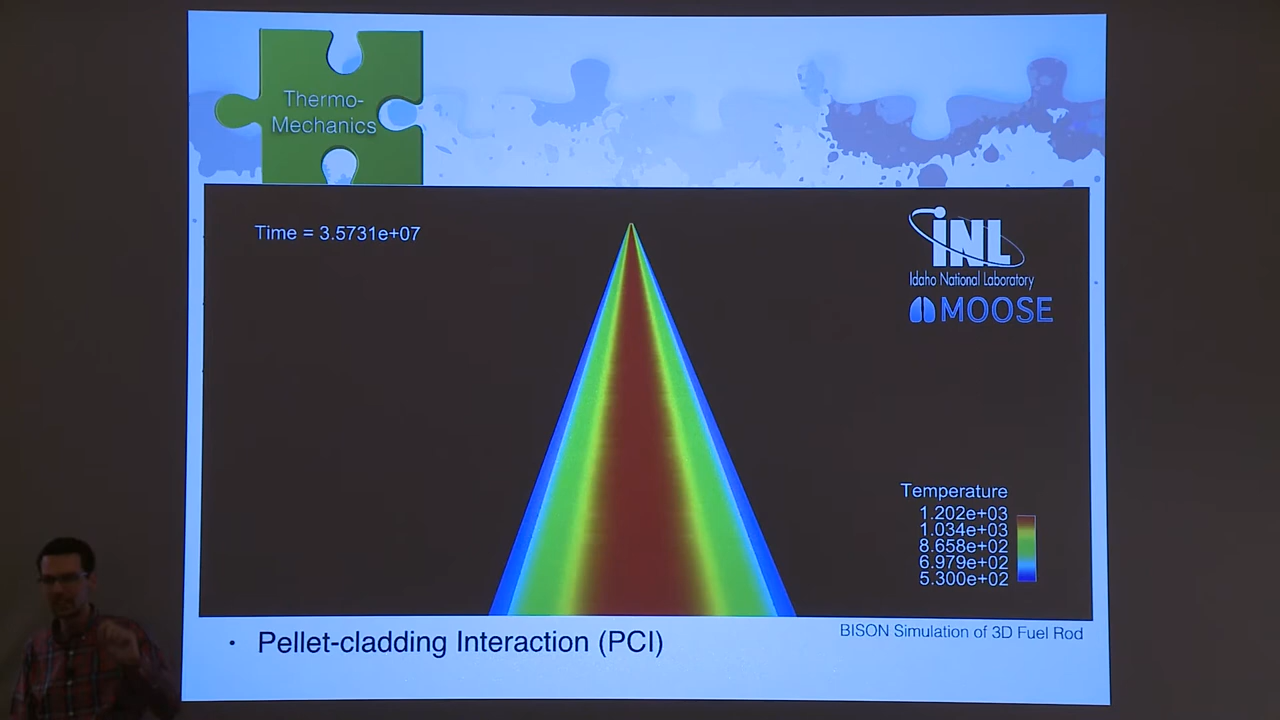 Thermo-
Mechanics
Time = 3.5731e+07
INL
Idaho National Laboratory
MOOSE
Temperature
1.202e+03
1.034e+03
8.658e+02
6.979e+02
5.300e+02
BISON Simulation of 3D Fuel Rod
• Pellet-cladding Interaction (PCI)